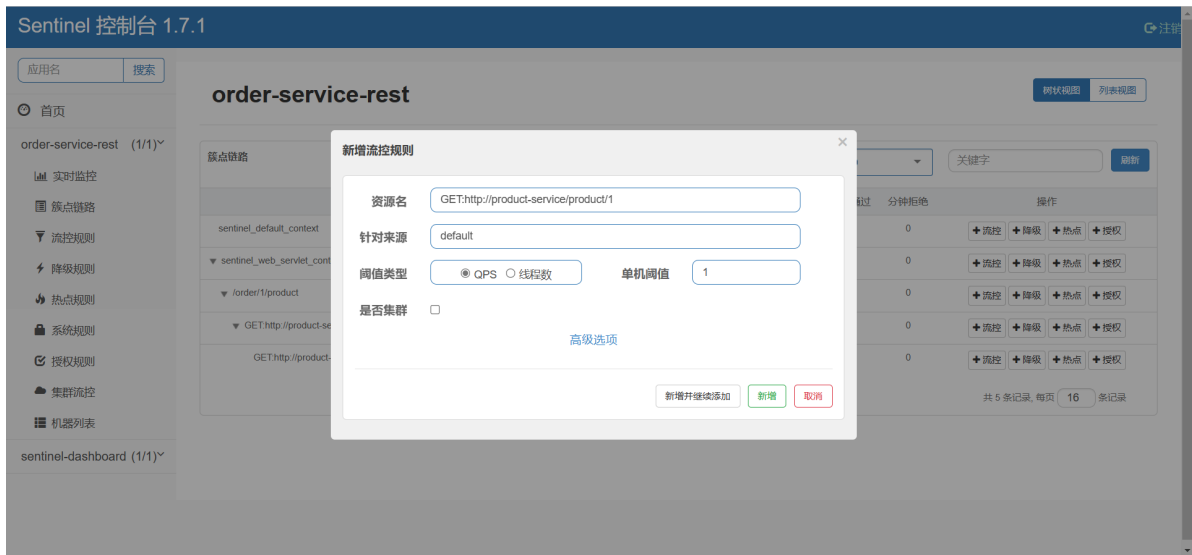 Sentinel 控制台 1.7.1
注销
应用名 搜索
首页
order-service-rest (1/1)
实时监控
簇点链路
流控规则
降级规则
热点规则
系统规则
授权规则
集群流控
机器列表
sentinel-dashboard (1/1)
order-service-rest
树状视图 列表视图
簇点链路
关键字 刷新
分钟拒绝 操作
sentinel_default_context 0 流控 降级 热点 授权
sentinel_web_servlet_cont 0 流控 降级 热点 授权
/order/1/product 0 流控 降级 热点 授权
GET:http://product-se 0 流控 降级 热点 授权
GET:http://product- 0 流控 降级 热点 授权
共 5 条记录, 每页 16 条记录
新增流控规则 ×
资源名 GET:http://product-service/product/1
针对来源 default
阈值类型 QPS 线程数 单机阈值 1
是否集群
高级选项
新增并继续添加 新增 取消